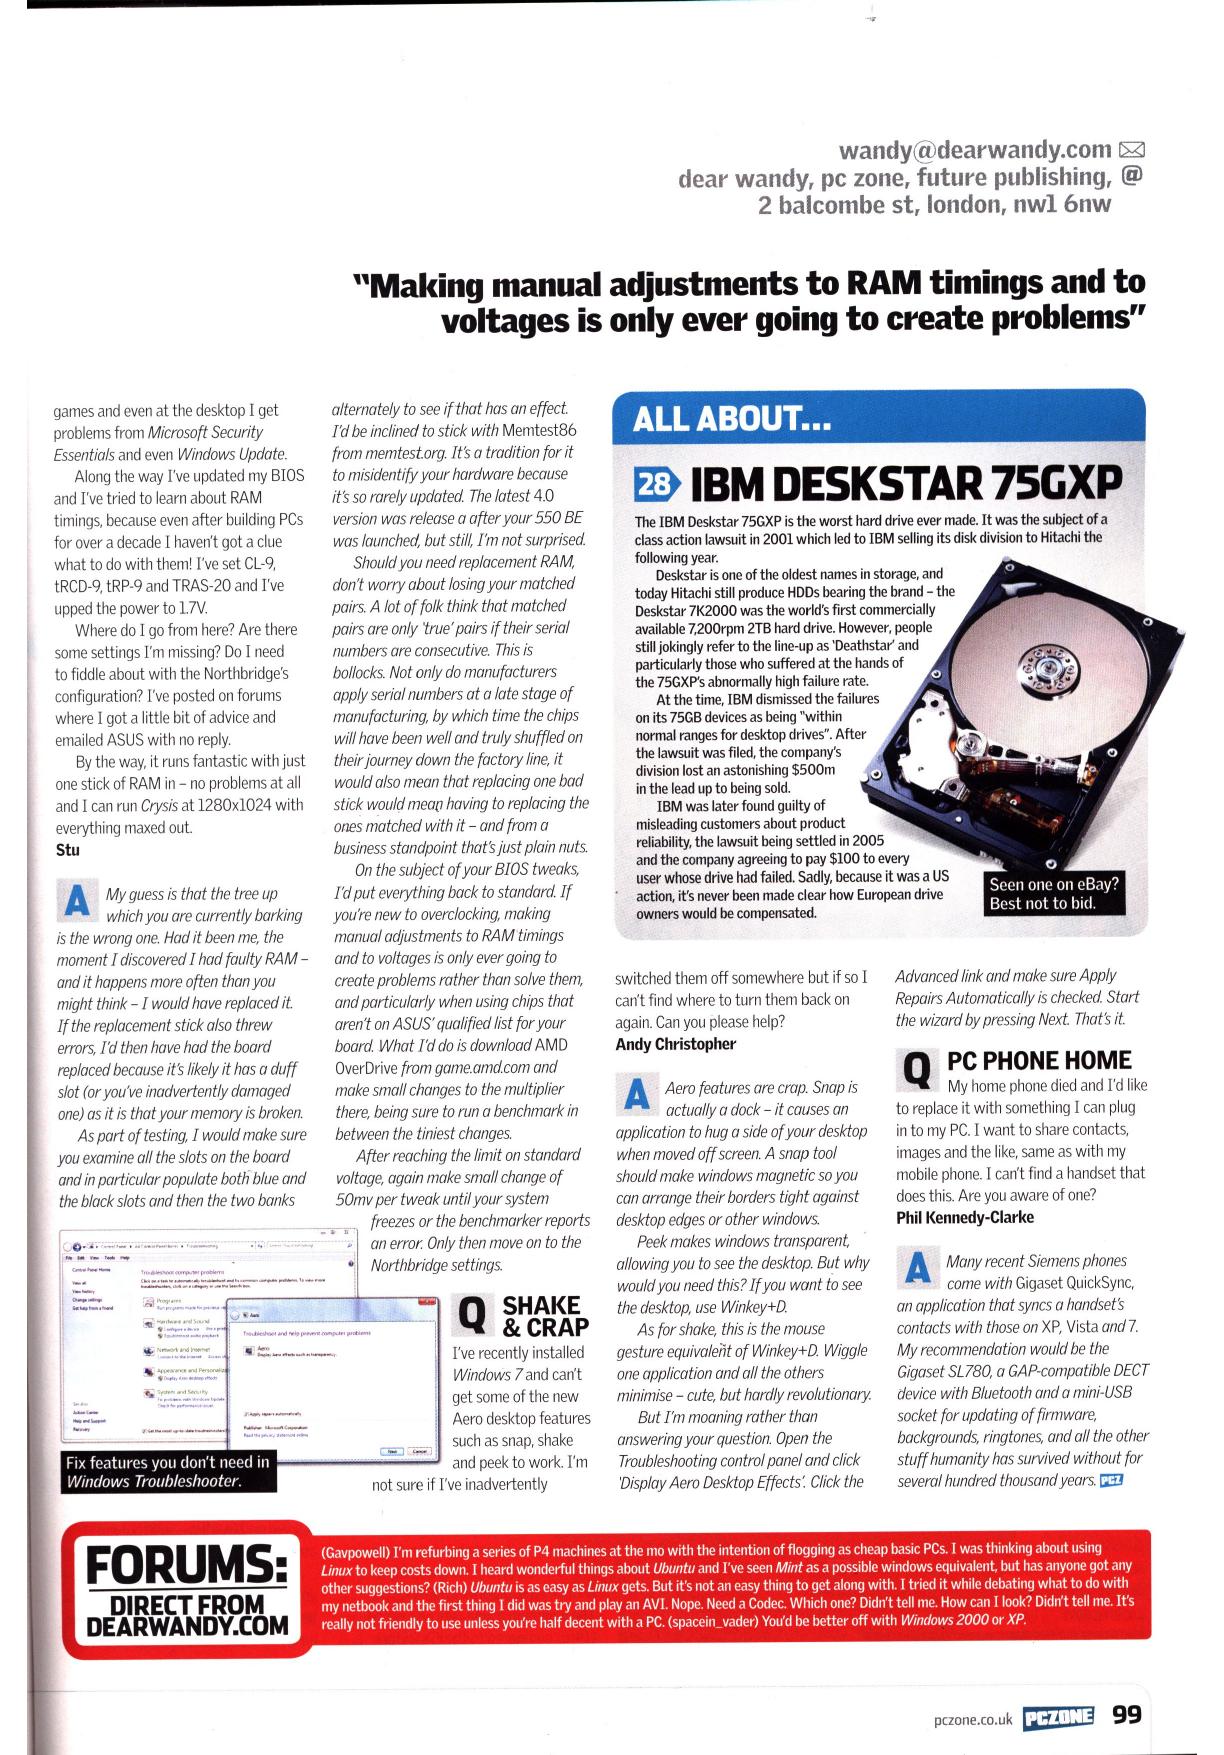 wandy@dearwandy.com
dear wandy, pc zone, future publishing, @
2 balcombe st, london, nw1 6nw
"Making manual adjustments to RAM timings and to
voltages is only ever going to create problems"
games and even at the desktop I get
problems from Microsoft Security
Essentials and even Windows Update.
Along the way I've updated my BIOS
and I've tried to learn about RAM
timings, because even after building PCs
for over a decade I haven't got a clue
what to do with them! I've set CL-9,
tRCD-9, tRP-9 and TRAS-20 and I've
upped the power to 1.7V.
Where do I go from here? Are there
some settings I'm missing? Do I need
to fiddle about with the Northbridge's
configuration? I've posted on forums
where I got a little bit of advice and
emailed ASUS with no reply.
By the way, it runs fantastic with just
one stick of RAM in – no problems at all
and I can run Crysis at 1280x1024 with
everything maxed out.
Stu
A My guess is that the tree up
which you are currently barking
is the wrong one. Had it been me, the
moment I discovered I had faulty RAM –
and it happens more often than you
might think – I would have replaced it.
If the replacement stick also threw
errors, I'd then have had the board
replaced because it's likely it has a duff
slot (or you've inadvertently damaged
one) as it is that your memory is broken.
As part of testing, I would make sure
you examine all the slots on the board
and in particular populate both blue and
the black slots and then the two banks
alternately to see if that has an effect.
I'd be inclined to stick with Memtest86
from memtest.org. It's a tradition for it
to misidentify your hardware because
it's so rarely updated. The latest 4.0
version was release a after your 550 BE
was launched, but still, I'm not surprised.
Should you need replacement RAM,
don't worry about losing your matched
pairs. A lot of folk think that matched
pairs are only 'true' pairs if their serial
numbers are consecutive. This is
bollocks. Not only do manufacturers
apply serial numbers at a late stage of
manufacturing, by which time the chips
will have been well and truly shuffled on
their journey down the factory line, it
would also mean that replacing one bad
stick would mean having to replacing the
ones matched with it – and from a
business standpoint that's just plain nuts.
On the subject of your BIOS tweaks,
I'd put everything back to standard. If
you're new to overclocking, making
manual adjustments to RAM timings
and to voltages is only ever going to
create problems rather than solve them,
and particularly when using chips that
aren't on ASUS' qualified list for your
board. What I'd do is download AMD
OverDrive from game.amd.com and
make small changes to the multiplier
there, being sure to run a benchmark in
between the tiniest changes.
After reaching the limit on standard
voltage, again make small change of
50mv per tweak until your system
freezes or the benchmarker reports
an error. Only then move on to the
Northbridge settings.
Control Panel Home
Troubleshoot computer problems
Programs
Hardware and Sound
Network and Internet
System and Security
Aero
Troubleshoot and help prevent computer problems
Aero
Display Aero desktop effects such as transparency.
Apply repairs automatically
Publisher: Microsoft Corporation
Read the privacy statement online
Next
Cancel
Fix features you don't need in
Windows Troubleshooter.
Q SHAKE
& CRAP
I've recently installed
Windows 7 and can't
get some of the new
Aero desktop features
such as snap, shake
and peek to work. I'm
not sure if I've inadvertently
ALL ABOUT...
28 IBM DESKSTAR 75GXP
The IBM Deskstar 75GXP is the worst hard drive ever made. It was the subject of a
class action lawsuit in 2001 which led to IBM selling its disk division to Hitachi the
following year.
Deskstar is one of the oldest names in storage, and
today Hitachi still produce HDDs bearing the brand – the
Deskstar 7K2000 was the world's first commercially
available 7,200rpm 2TB hard drive. However, people
still jokingly refer to the line-up as 'Deathstar' and
particularly those who suffered at the hands of
the 75GXP's abnormally high failure rate.
At the time, IBM dismissed the failures
on its 75GB devices as being "within
normal ranges for desktop drives". After
the lawsuit was filed, the company's
division lost an astonishing $500m
in the lead up to being sold.
IBM was later found guilty of
misleading customers about product
reliability, the lawsuit being settled in 2005
and the company agreeing to pay $100 to every
user whose drive had failed. Sadly, because it was a US
action, it's never been made clear how European drive
owners would be compensated.
Seen one on eBay?
Best not to bid.
switched them off somewhere but if so I
can't find where to turn them back on
again. Can you please help?
Andy Christopher
A Aero features are crap. Snap is
actually a dock – it causes an
application to hug a side of your desktop
when moved off screen. A snap tool
should make windows magnetic so you
can arrange their borders tight against
desktop edges or other windows.
Peek makes windows transparent,
allowing you to see the desktop. But why
would you need this? If you want to see
the desktop, use Winkey+D.
As for shake, this is the mouse
gesture equivalent of Winkey+D. Wiggle
one application and all the others
minimise – cute, but hardly revolutionary.
But I'm moaning rather than
answering your question. Open the
Troubleshooting control panel and click
'Display Aero Desktop Effects'. Click the
Advanced link and make sure Apply
Repairs Automatically is checked. Start
the wizard by pressing Next. That's it.
Q PC PHONE HOME
My home phone died and I'd like
to replace it with something I can plug
in to my PC. I want to share contacts,
images and the like, same as with my
mobile phone. I can't find a handset that
does this. Are you aware of one?
Phil Kennedy-Clarke
A Many recent Siemens phones
come with Gigaset QuickSync,
an application that syncs a handset's
contacts with those on XP, Vista and 7.
My recommendation would be the
Gigaset SL780, a GAP-compatible DECT
device with Bluetooth and a mini-USB
socket for updating of firmware,
backgrounds, ringtones, and all the other
stuff humanity has survived without for
several hundred thousand years. PCZ
FORUMS:
DIRECT FROM
DEARWANDY.COM
(Gavpowell) I'm refurbing a series of P4 machines at the mo with the intention of flogging as cheap basic PCs. I was thinking about using
Linux to keep costs down. I heard wonderful things about Ubuntu and I've seen Mint as a possible windows equivalent, but has anyone got any
other suggestions? (Rich) Ubuntu is as easy as Linux gets. But it's not an easy thing to get along with. I tried it while debating what to do with
my netbook and the first thing I did was try and play an AVI. Nope. Need a Codec. Which one? Didn't tell me. How can I look? Didn't tell me. It's
really not friendly to use unless you're half decent with a PC. (spacein_vader) You'd be better off with Windows 2000 or XP.
pczone.co.uk PCZONE 99